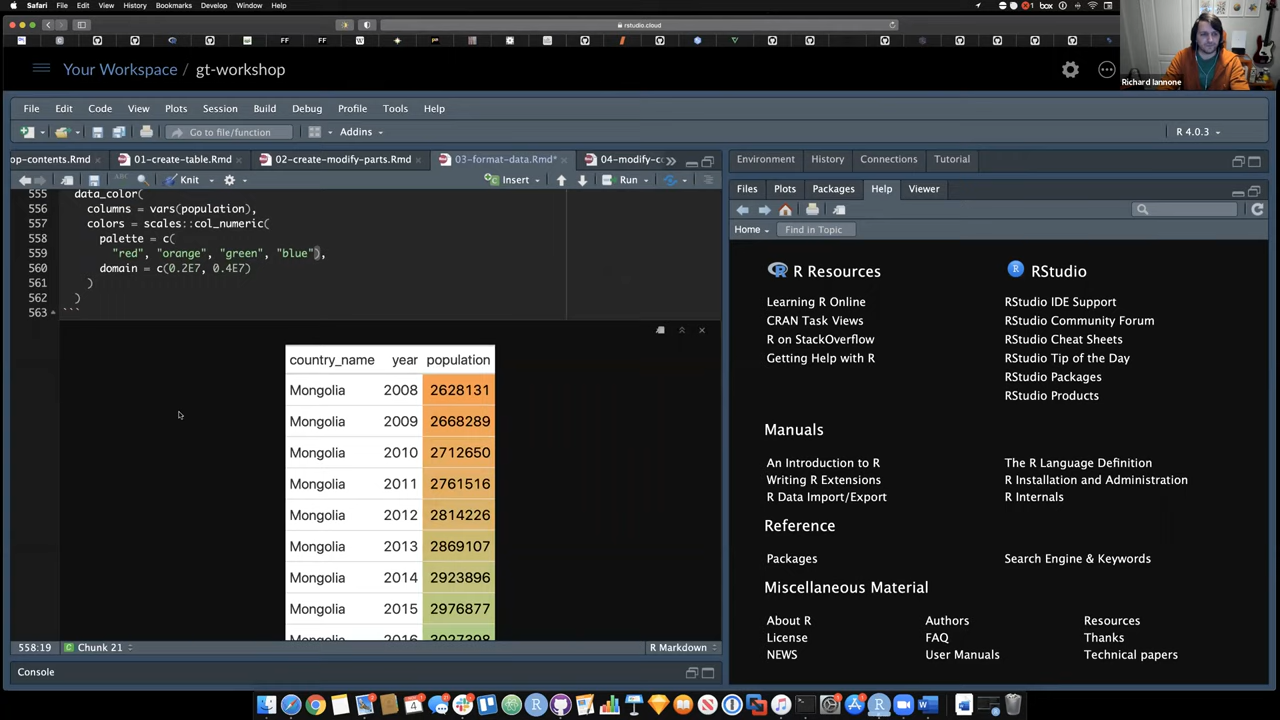 Safari File Edit View History Bookmarks Develop Window Help
box
rstudio.cloud
FF FF
Richard Iannone
Your Workspace / gt-workshop
File Edit Code View Plots Session Build Debug Profile Tools Help
Go to file/function Addins R 4.0.3
op-contents.Rmd 01-create-table.Rmd 02-create-modify-parts.Rmd 03-format-data.Rmd* 04-modify-co
Environment History Connections Tutorial
Knit Insert Run
Files Plots Packages Help Viewer
Home Find in Topic
555 data_color(
556 columns = vars(population),
557 colors = scales::col_numeric(
558 palette = c(
559 "red", "orange", "green", "blue"),
560 domain = c(0.2E7, 0.4E7)
561 )
562 )
563 ```
country_name year population
Mongolia 2008 2628131
Mongolia 2009 2668289
Mongolia 2010 2712650
Mongolia 2011 2761516
Mongolia 2012 2814226
Mongolia 2013 2869107
Mongolia 2014 2923896
Mongolia 2015 2976877
Mongolia 2016 3027398
558:19 Chunk 21 R Markdown
Console
R Resources
Learning R Online
CRAN Task Views
R on StackOverflow
Getting Help with R
RStudio
RStudio IDE Support
RStudio Community Forum
RStudio Cheat Sheets
RStudio Tip of the Day
RStudio Packages
RStudio Products
Manuals
An Introduction to R
Writing R Extensions
R Data Import/Export
The R Language Definition
R Installation and Administration
R Internals
Reference
Packages
Search Engine & Keywords
Miscellaneous Material
About R
License
NEWS
Authors
FAQ
User Manuals
Resources
Thanks
Technical papers